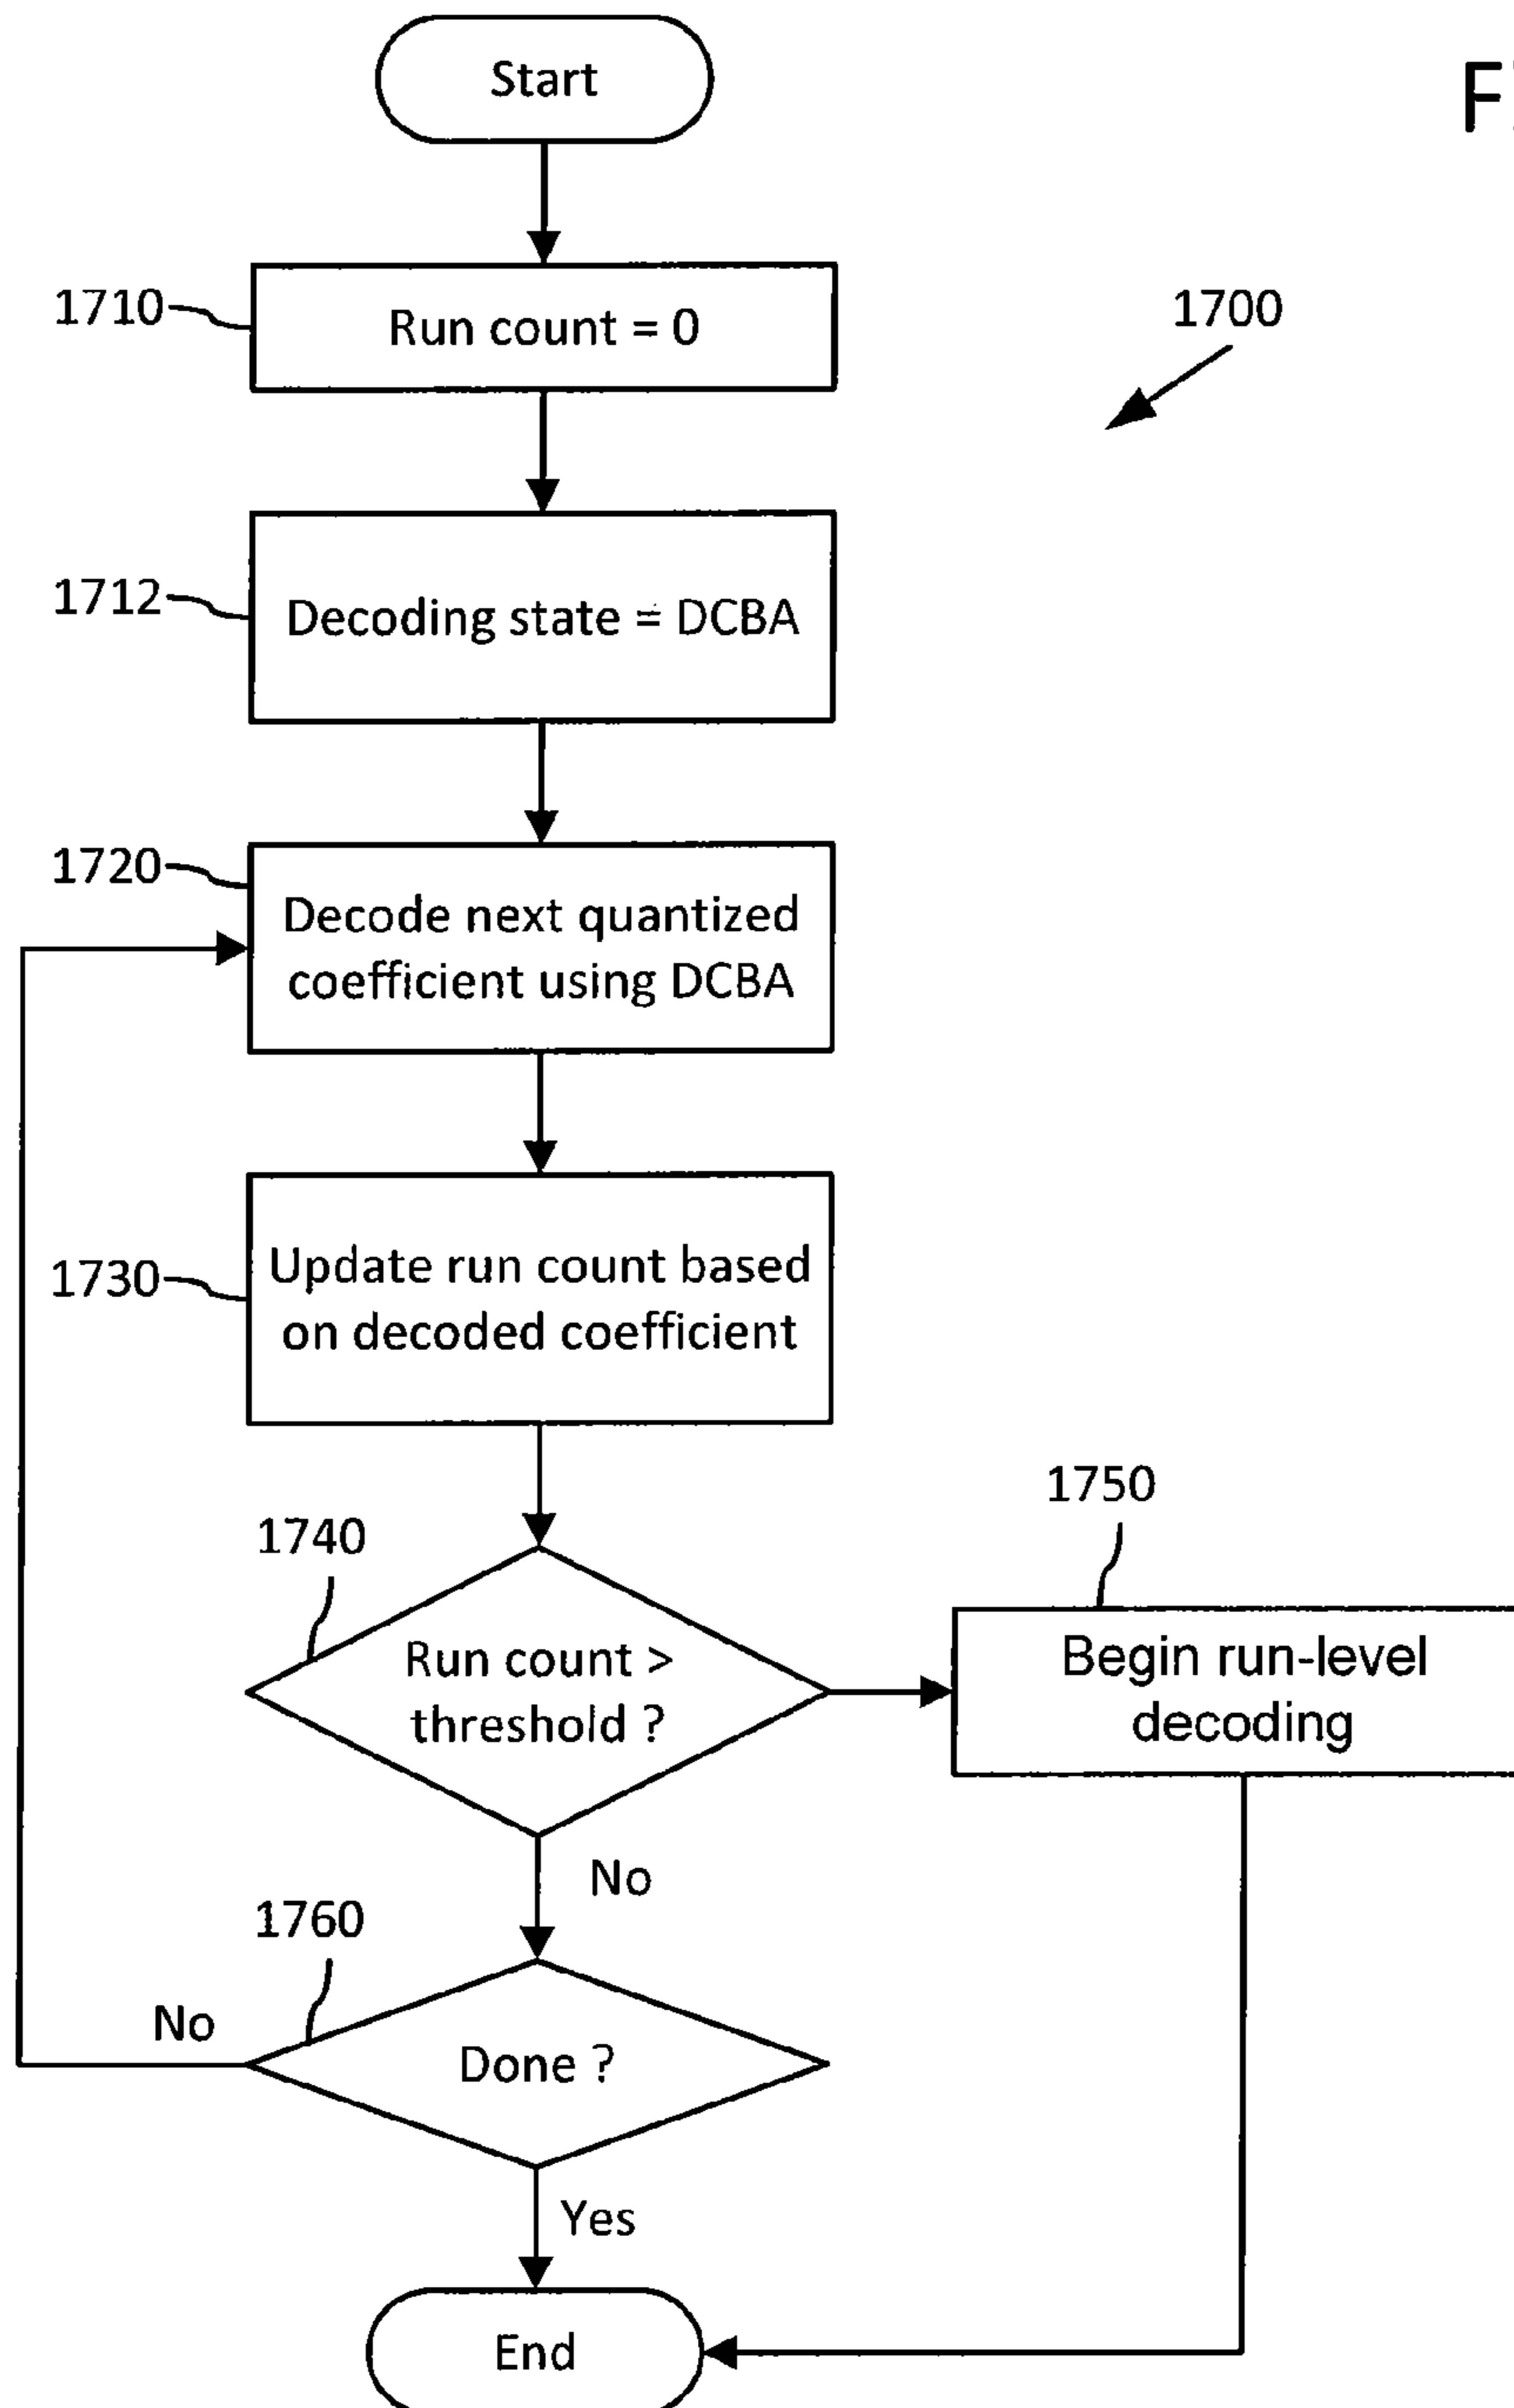 Start
1710
Run count = 0
1700
1712
Decoding state = DCBA
1720
Decode next quantized
coefficient using DCBA
1730
Update run count based
on decoded coefficient
1740
Run count >
threshold ?
1750
Begin run-level
decoding
No
1760
Done ?
No
Yes
End